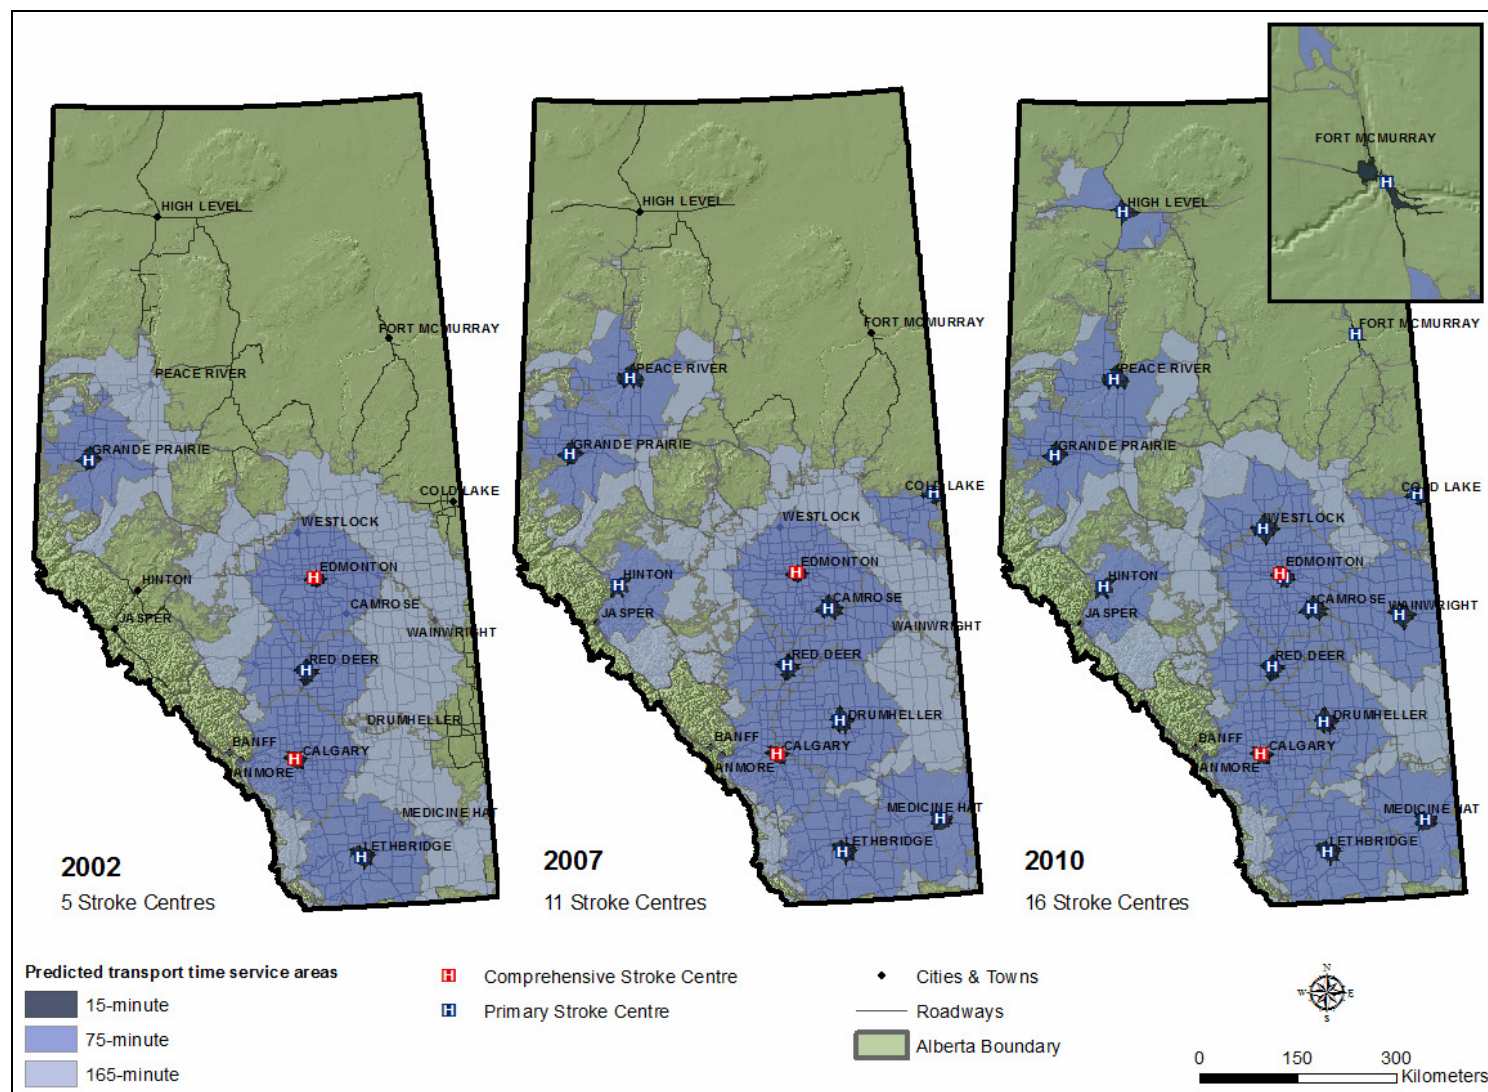 HIGH LEVEL
FORT MCMURRAY
PEACE RIVER
GRANDE PRAIRIE
COLD LAKE
WESTLOCK
H EDMONTON
HINTON
CAMROSE
JASPER
WAINWRIGHT
H RED DEER
DRUMHELLER
BANFF
H CALGARY
ANMORE
MEDICINE HAT
H LETHBRIDGE
2002
5 Stroke Centres
HIGH LEVEL
FORT MCMURRAY
H PEACE RIVER
H GRANDE PRAIRIE
COLD LAKE
H
WESTLOCK
H EDMONTON
H HINTON
H CAMROSE
JASPER
WAINWRIGHT
H RED DEER
H DRUMHELLER
BANFF
H CALGARY
ANMORE
MEDICINE HAT
H
H LETHBRIDGE
2007
11 Stroke Centres
FORT MCMURRAY
H
H HIGH LEVEL
H FORT MCMURRAY
H PEACE RIVER
H GRANDE PRAIRIE
COLD LAKE
H
H WESTLOCK
H EDMONTON
H
H HINTON
H CAMROSE
H WAINWRIGHT
JASPER
H RED DEER
H DRUMHELLER
BANFF
H CALGARY
ANMORE
MEDICINE HAT
H
H LETHBRIDGE
2010
16 Stroke Centres
Predicted transport time service areas
15-minute
75-minute
165-minute
H Comprehensive Stroke Centre
H Primary Stroke Centre
Cities & Towns
Roadways
Alberta Boundary
N
W E
S
0 150 300
Kilometers